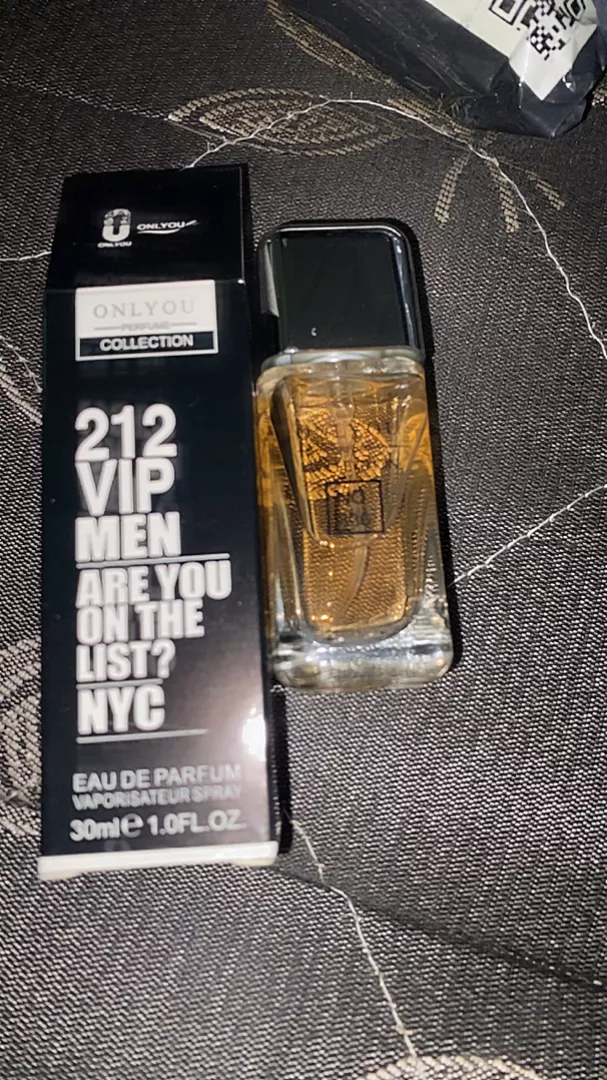 ONLYOU
ONLYOU
ONLYOU
PERFUME
COLLECTION
212
VIP
MEN
ARE YOU
ON THE
LIST?
NYC
EAU DE PARFUM
VAPORISATEUR SPRAY
30ml℮ 1.0FL.OZ.